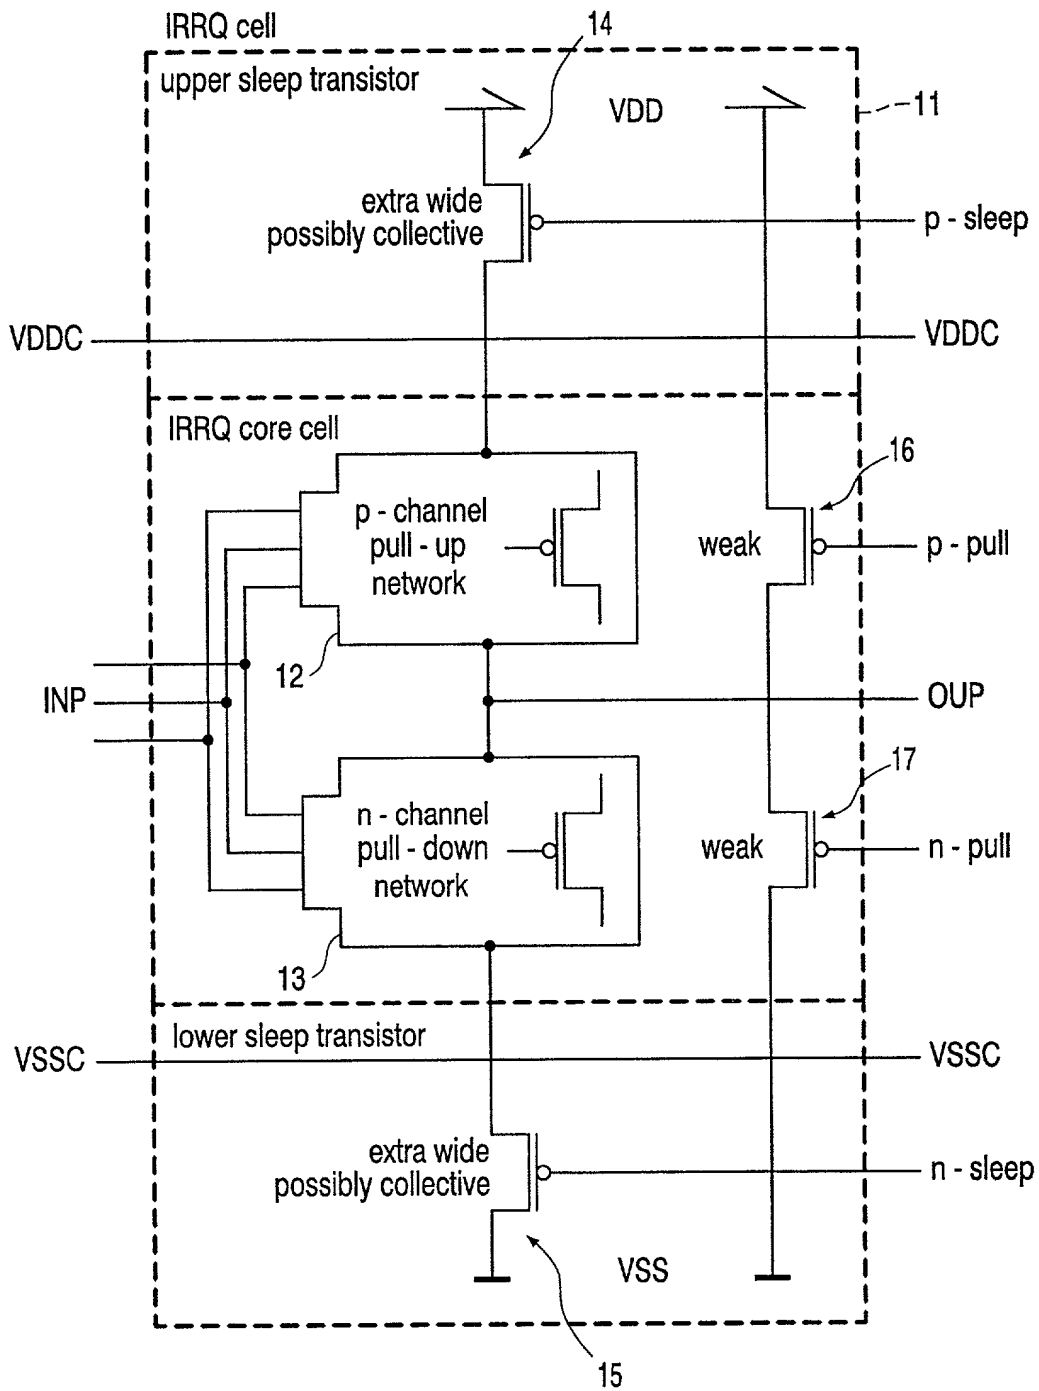 IRRQ cell
14
upper sleep transistor
VDD
11
extra wide
possibly collective
p - sleep
VDDC
VDDC
IRRQ core cell
16
p - channel
pull - up
network
weak
p - pull
12
INP
OUP
17
n - channel
pull - down
network
weak
n - pull
13
lower sleep transistor
VSSC
VSSC
extra wide
possibly collective
n - sleep
VSS
15